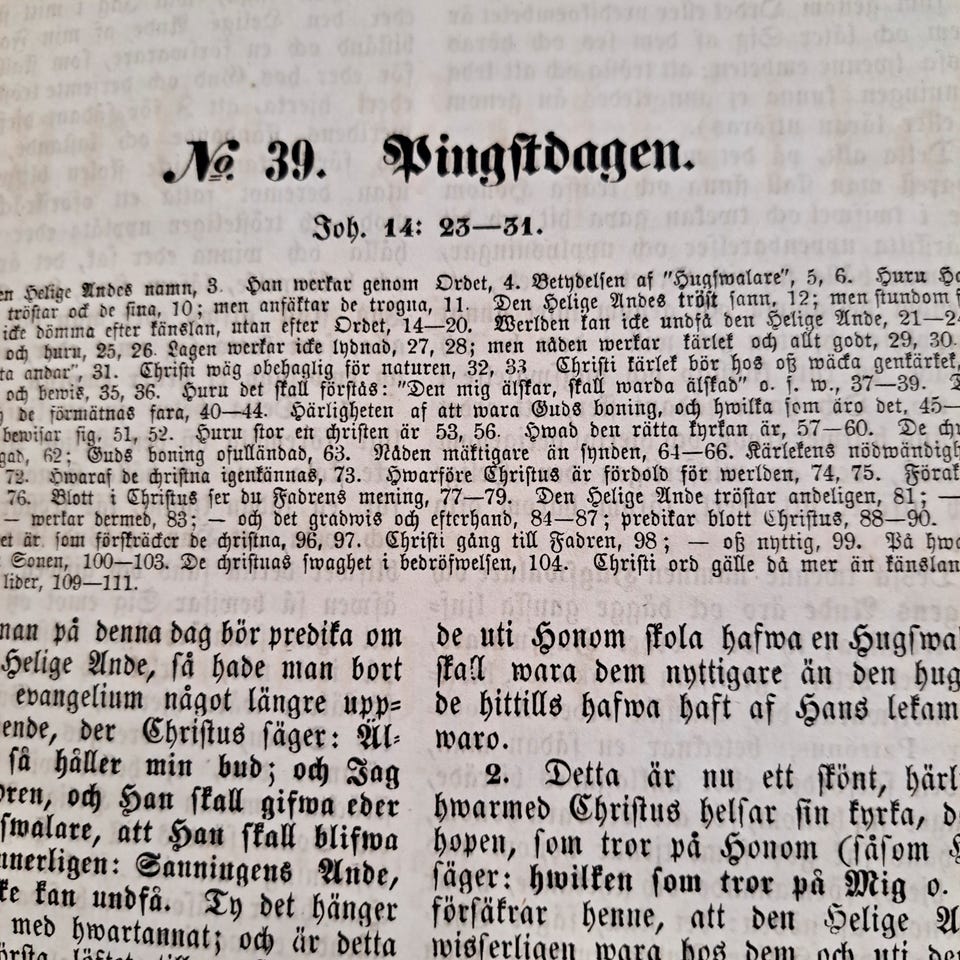 No. 39. Pingstdagen.
Joh. 14: 23—31.
Helige Andes namn, 3. Han werkar genom Ordet, 4. Betydelsen af "Hugswalare", 5, 6. Huru
tröstar ock de sina, 10; men anfäktar de trogna, 11. Den Helige Andes tröst sann, 12; men stundom
icke dömma efter känslan, utan efter Ordet, 14—20. Werlden kan icke undfå den Helige Ande, 21—
och huru, 25, 26. Lagen werkar icke lydnad, 27, 28; men nåden werkar kärlek och allt godt, 29, 30.
andar", 31. Christi wäg obehaglig för naturen, 32, 33 Christi kärlek bör hos oß wäcka genkärlek,
och bewis, 35, 36. Huru det skall förstås: "Den mig älskar, skall warda älskad" o. s. w., 37—39.
de förmätnas fara, 40—44. Härligheten af att wara Guds boning, och hwilka som äro det, 45—
bewisar sig, 51, 52. Huru stor en christen är 53, 56. Hwad den rätta kyrkan är, 57—60. De
62; Guds boning ofulländad, 63. Nåden mäktigare än synden, 64—66. Kärlekens
72. Hwaraf de christna igenkännas, 73. Hwarföre Christus är fördold för werlden, 74, 75.
76. Blott i Christus ser du Fadrens mening, 77—79. Den Helige Ande tröstar andeligen, 81; —
— werkar dermed, 83; — och det gradwis och efterhand, 84—87; predikar blott Christus, 88—90.
är som förskräcker de christna, 96, 97. Christi gång till Fadren, 98; — oß nyttig, 99. På
Sonen, 100—103. De christnas swaghet i bedröfwelsen, 104. Christi ord gälle då mer än
lider, 109—111.
man på denna dag bör predika om
Helige Ande, så hade man bort
evangelium något längre upp-
ende, der Christus säger: Äl-
så håller min bud; och Jag
och Han skall gifwa eder
att Han skall blifwa
Sanningens Ande,
kan undfå. Ty det hänger
med hwartannat; och är detta
de uti Honom skola hafwa en
skall wara dem nyttigare än den
de hittills hafwa haft af Hans
waro.
2. Detta är nu ett skönt,
hwarmed Christus helsar sin kyrka,
hopen, som tror på Honom (såsom
säger: hwilken som tror på Mig o.
försäkrar henne, att den Helige
wisserligen wara hos dem och uti